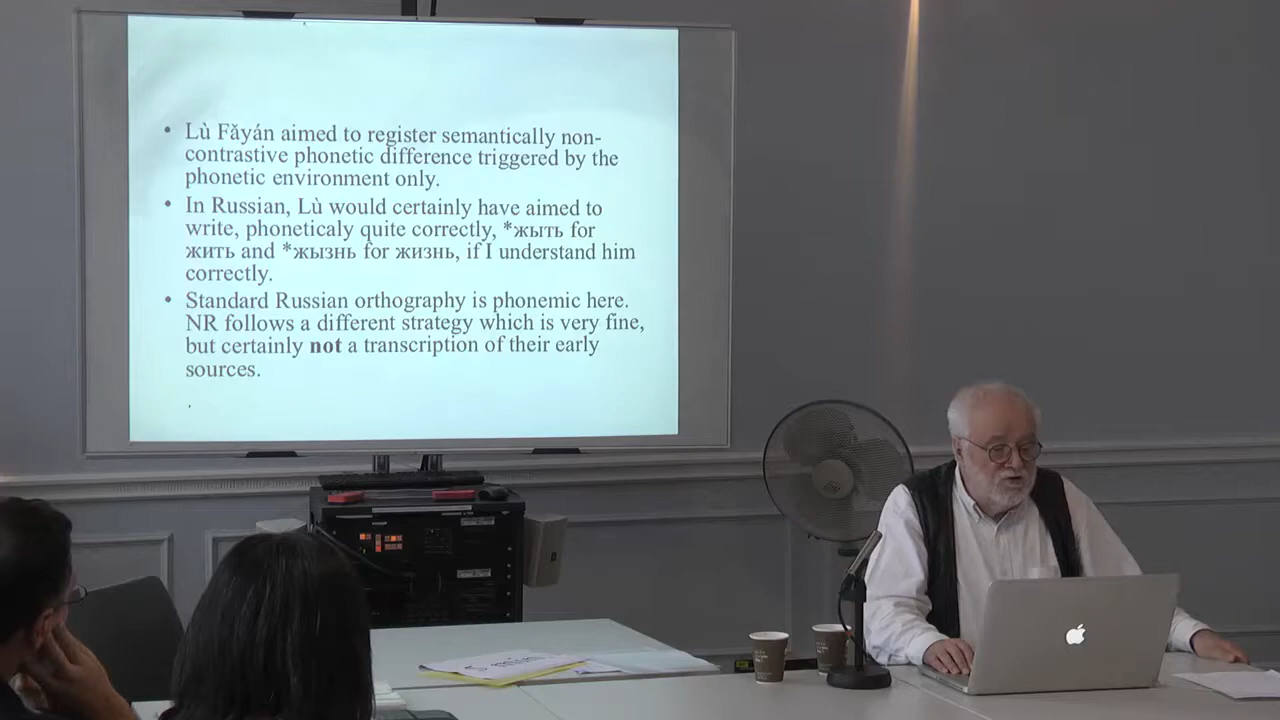 • Lù Făyán aimed to register semantically non-
contrastive phonetic difference triggered by the
phonetic environment only.
• In Russian, Lù would certainly have aimed to
write, phoneticaly quite correctly, *жыть for
жить and *жызнь for жизнь, if I understand him
correctly.
• Standard Russian orthography is phonemic here.
NR follows a different strategy which is very fine,
but certainly not a transcription of their early
sources.
.
5 min